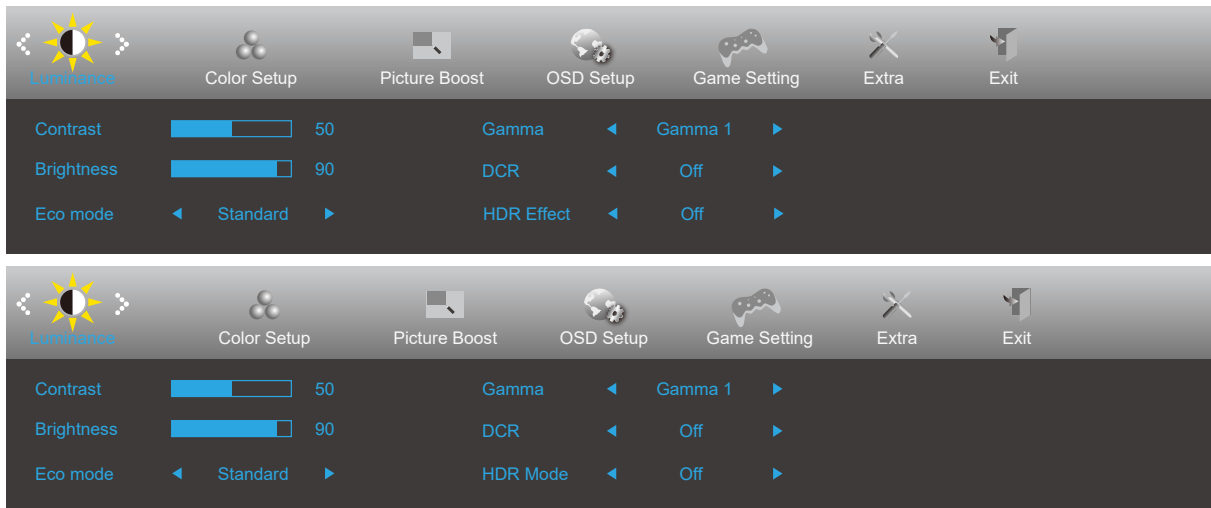 Luminance Color Setup Picture Boost OSD Setup Game Setting Extra Exit
Contrast 50 Gamma Gamma 1
Brightness 90 DCR Off
Eco mode Standard HDR Effect Off
Luminance Color Setup Picture Boost OSD Setup Game Setting Extra Exit
Contrast 50 Gamma Gamma 1
Brightness 90 DCR Off
Eco mode Standard HDR Mode Off